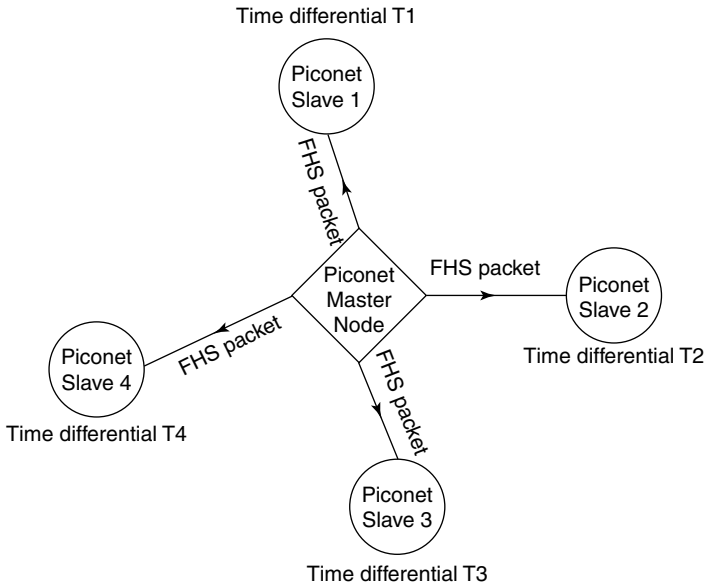 Time differential T1
Piconet
Slave 1
FHS packet
FHS packet
Piconet
Master
Node
Piconet
Slave 2
Time differential T2
FHS packet
Piconet
Slave 4
Time differential T4
FHS packet
Piconet
Slave 3
Time differential T3